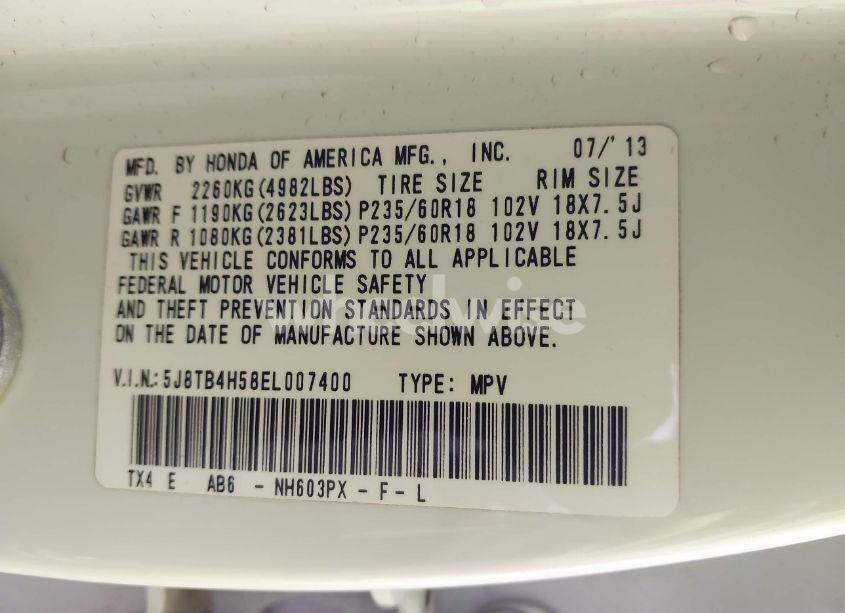 MFD. BY HONDA OF AMERICA MFG., INC. 07/'13
GVWR 2260KG(4982LBS) TIRE SIZE RIM SIZE
GAWR F 1190KG(2623LBS) P235/60R18 102V 18X7.5J
GAWR R 1080KG(2381LBS) P235/60R18 102V 18X7.5J
THIS VEHICLE CONFORMS TO ALL APPLICABLE
FEDERAL MOTOR VEHICLE SAFETY
AND THEFT PREVENTION STANDARDS IN EFFECT
ON THE DATE OF MANUFACTURE SHOWN ABOVE.
V.I.N.: 5J8TB4H58EL007400 TYPE: MPV
TX4 E AB6 - NH603PX - F - L